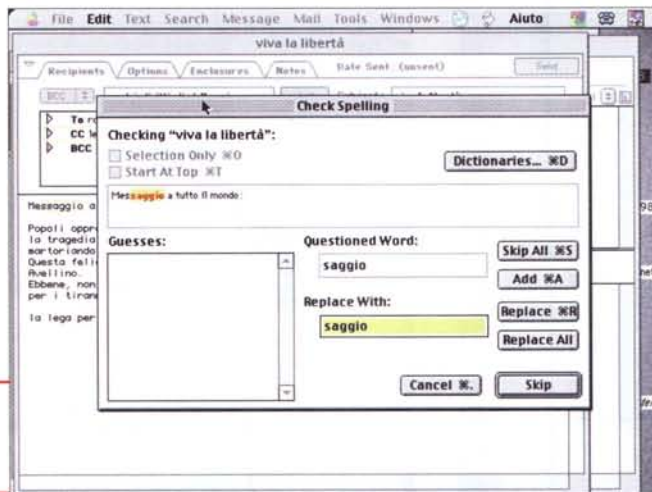 File Edit Text Search Message Mail Tools Windows Aiuto
viva la libertà
Recipients Options Enclosures Notes Date Sent: (unsent) Send
BCC
Check Spelling
To
CC
BCC
Checking "viva la libertà":
Selection Only ⌘O
Start At Top ⌘T
Dictionaries... ⌘D
Messaggio a tutto il mondo:
Messaggio a
Popoli
la tragedia
martoriando
Questa
Avellino.
Ebbene, non
per i
la lega per
Guesses:
Questioned Word:
saggio
Skip All ⌘S
Add ⌘A
Replace With:
saggio
Replace ⌘R
Replace All
Cancel ⌘.
Skip